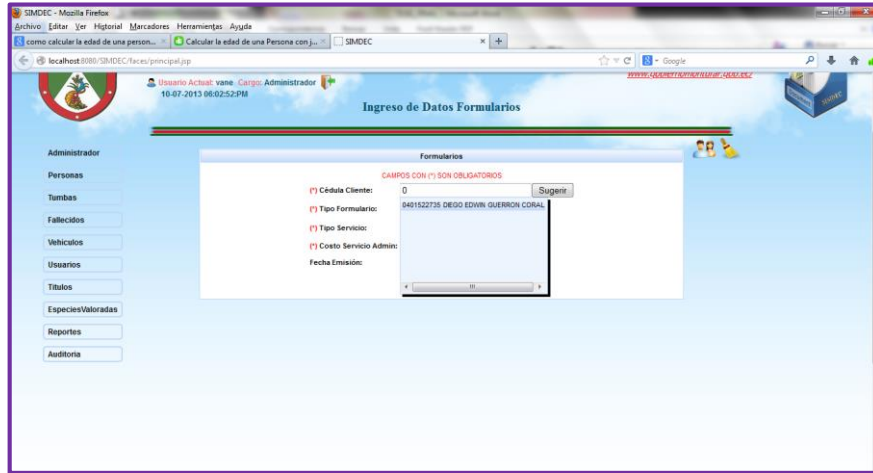 SIMDEC - Mozilla Firefox
Archivo Editar Ver Historial Marcadores Herramientas Ayuda
como calcular la edad de una person... Calcular la edad de una Persona con j... SIMDEC
localhost:8080/SIMDEC/faces/principal.jsp Google
Usuario Actual: vane Cargo: Administrador
10-07-2013 06:02:52:PM
Ingreso de Datos Formularios
SIMDEC
Administrador
Personas
Tumbas
Fallecidos
Vehiculos
Usuarios
Titulos
EspeciesValoradas
Reportes
Auditoria
Formularios
CAMPOS CON (*) SON OBLIGATORIOS
(*) Cédula Cliente: 0 Sugerir
0401522735 DIEGO EDWIN GUERRON CORAL
(*) Tipo Formulario:
(*) Tipo Servicio:
(*) Costo Servicio Admin:
Fecha Emisión: